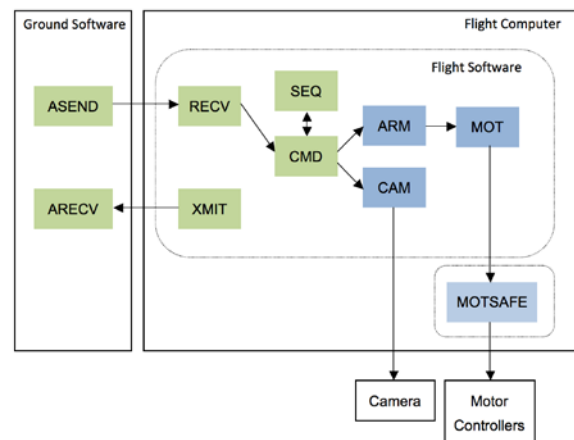 Ground Software
Flight Computer
Flight Software
ASEND
RECV
SEQ
ARM
MOT
CMD
CAM
ARECV
XMIT
MOTSAFE
Camera
Motor
Controllers